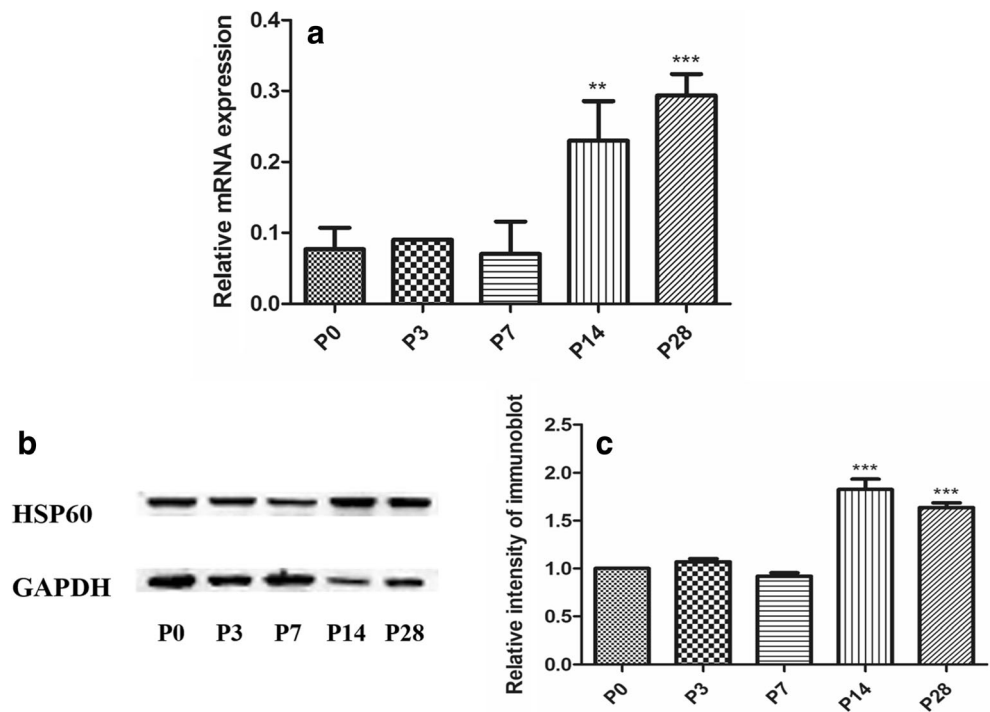 a
Relative mRNA expression
0.4
0.3
0.2
0.1
0.0
**
***
P0 P3 P7 P14 P28
b
HSP60
GAPDH
P0 P3 P7 P14 P28
c
Relative intensity of immunoblot
2.5
2.0
1.5
1.0
0.5
0.0
***
***
P0 P3 P7 P14 P28